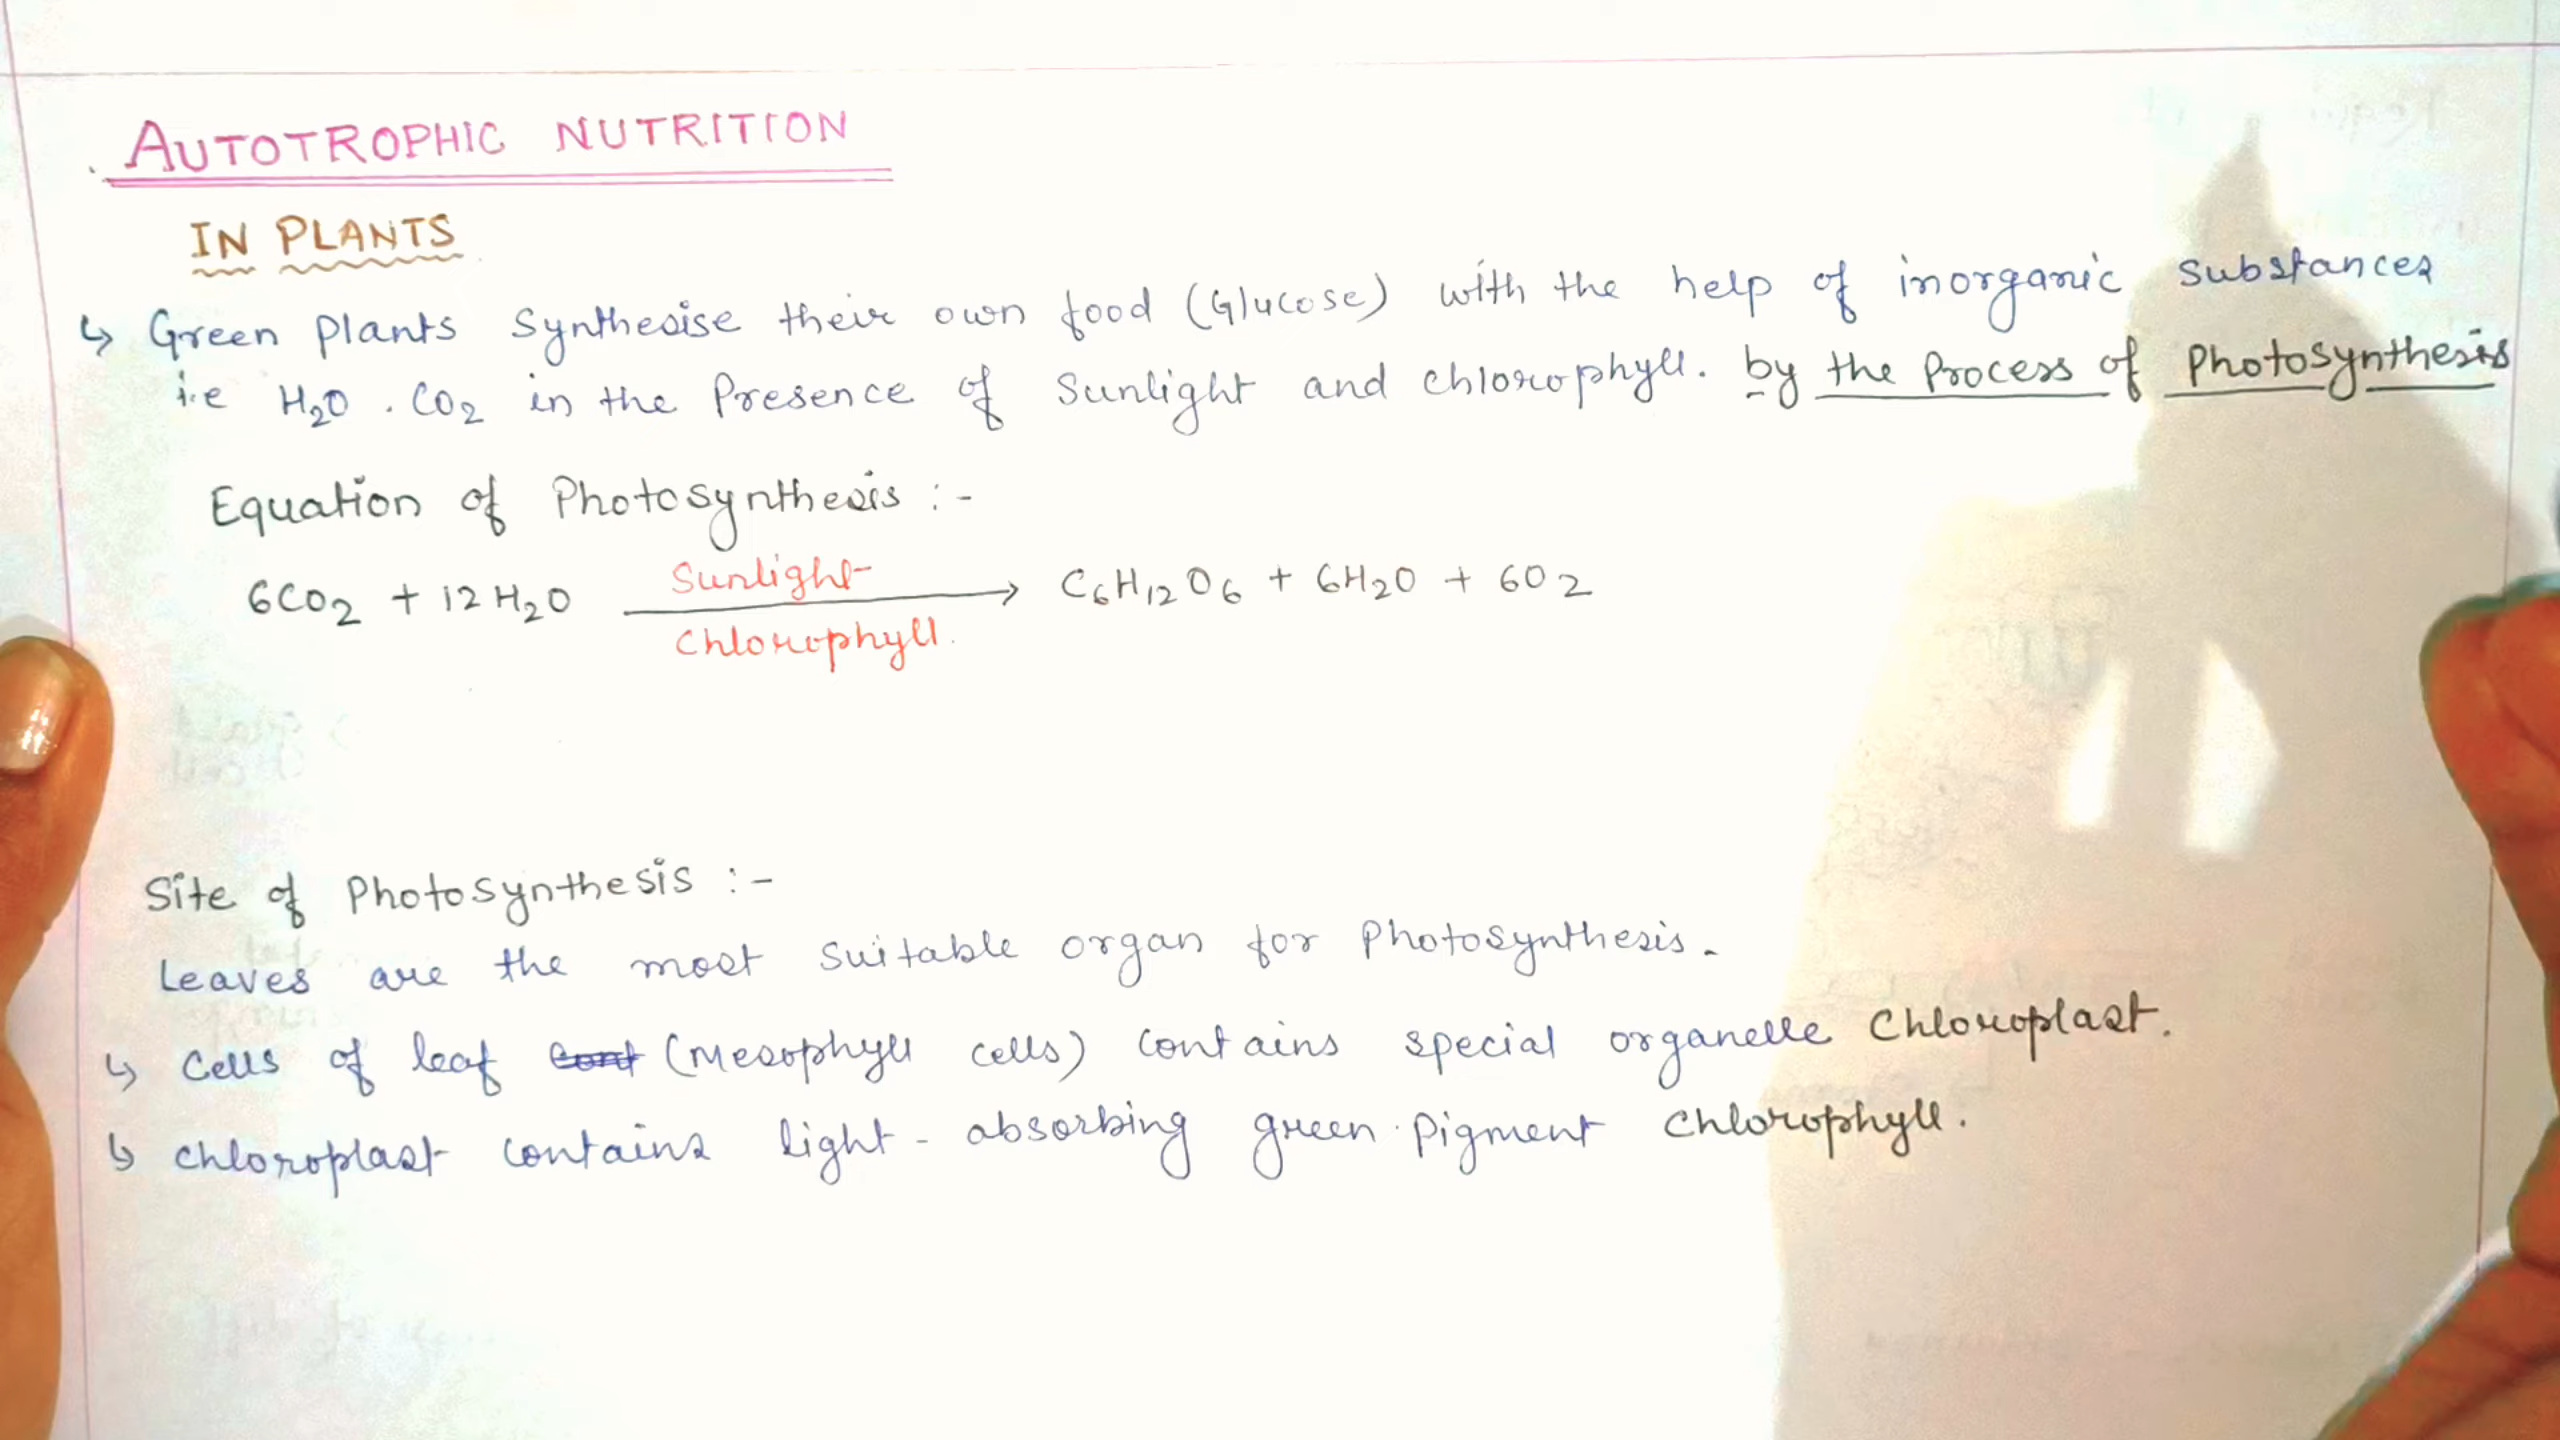 AUTOTROPHIC NUTRITION
IN PLANTS
↳ Green plants synthesise their own food (Glucose) with the help of inorganic substances
i.e H₂O . CO₂ in the Presence of Sunlight and chlorophyll. by the Process of Photosynthesis
Equation of Photosynthesis :-
Sunlight
6CO₂ + 12H₂O ⟶ C₆H₁₂O₆ + 6H₂O + 6O₂
Chlorophyll.
Site of Photosynthesis :-
Leaves are the most suitable organ for Photosynthesis.
↳ Cells of leaf cont (Mesophyll cells) contains special organelle Chloroplast.
↳ chloroplast contains light-absorbing green pigment chlorophyll.